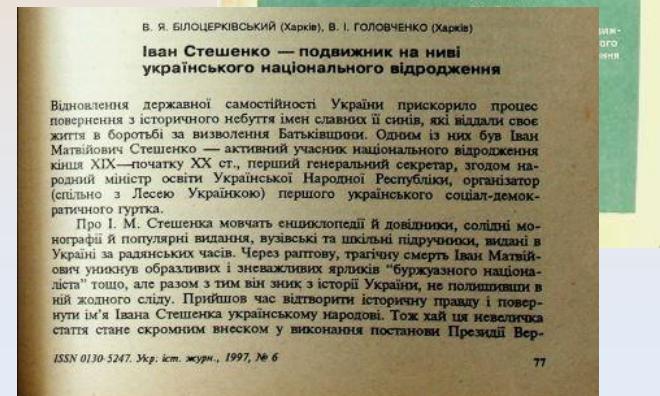 В. Я. БІЛОЦЕРКІВСЬКИЙ (Харків), В. І. ГОЛОВЧЕНКО (Харків)
Іван Стешенко — подвижник на ниві
українського національного відродження
Відновлення державної самостійності України прискорило процес
повернення з історичного небуття імен славних її синів, які віддали своє
життя в боротьбі за визволення Батьківщини. Одним із них був Іван
Матвійович Стешенко — активний учасник національного відродження
кінця XIX—початку XX ст., перший генеральний секретар, згодом на-
родний міністр освіти Української Народної Республіки, організатор
(спільно з Лесею Українкою) першого українського соціал-демок-
ратичного гуртка.
Про І. М. Стешенка мовчать енциклопедії й довідники, солідні мо-
нографії й популярні видання, вузівські та шкільні підручники, видані в
Україні за радянських часів. Через раптову, трагічну смерть Іван Матвій-
ович уникнув образливих і зневажливих ярликів “буржуазного націона-
ліста” тощо, але разом з тим він зник з історії України, не полишивши в
ній жодного сліду. Прийшов час відтворити історичну правду і повер-
нути ім’я Івана Стешенка українському народові. Тож хай ця невеличка
стаття стане скромним внеском у виконання постанови Президії Вер-
ISSN 0130-5247. Укр. іст. журн., 1997, № 6
77